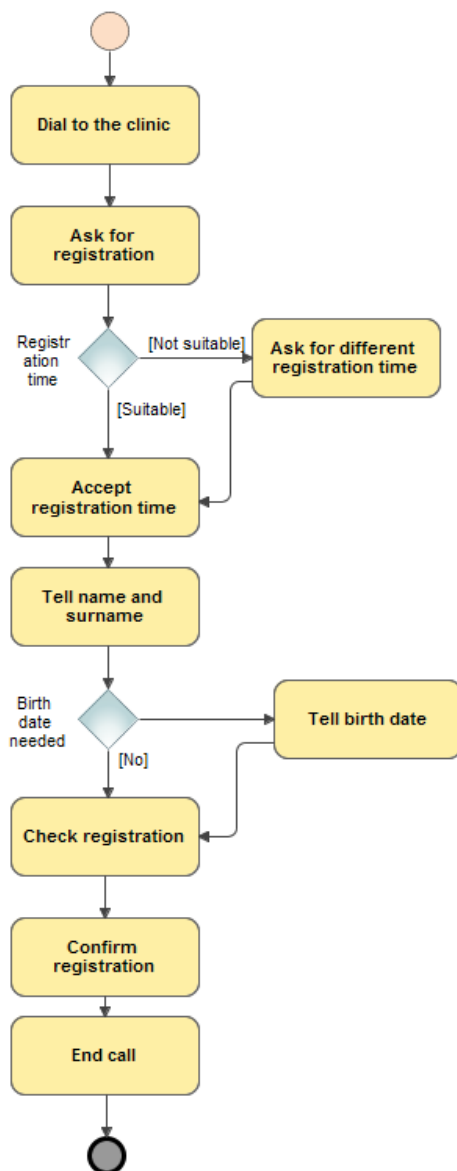 Dial to the clinic
Ask for
registration
Registr
ation
time
[Not suitable]
Ask for different
registration time
[Suitable]
Accept
registration time
Tell name and
surname
Birth
date
needed
Tell birth date
[No]
Check registration
Confirm
registration
End call